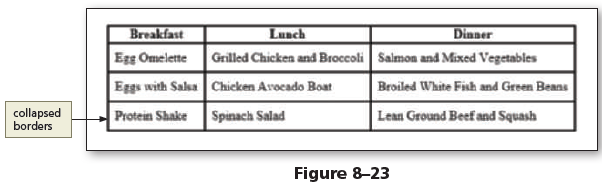 Breakfast Lunch Dinner
Egg Omelette Grilled Chicken and Broccoli Salmon and Mixed Vegetables
Eggs with Salsa Chicken Avocado Boat Broiled White Fish and Green Beans
Protein Shake Spinach Salad Lean Ground Beef and Squash
collapsed
borders
Figure 8–23